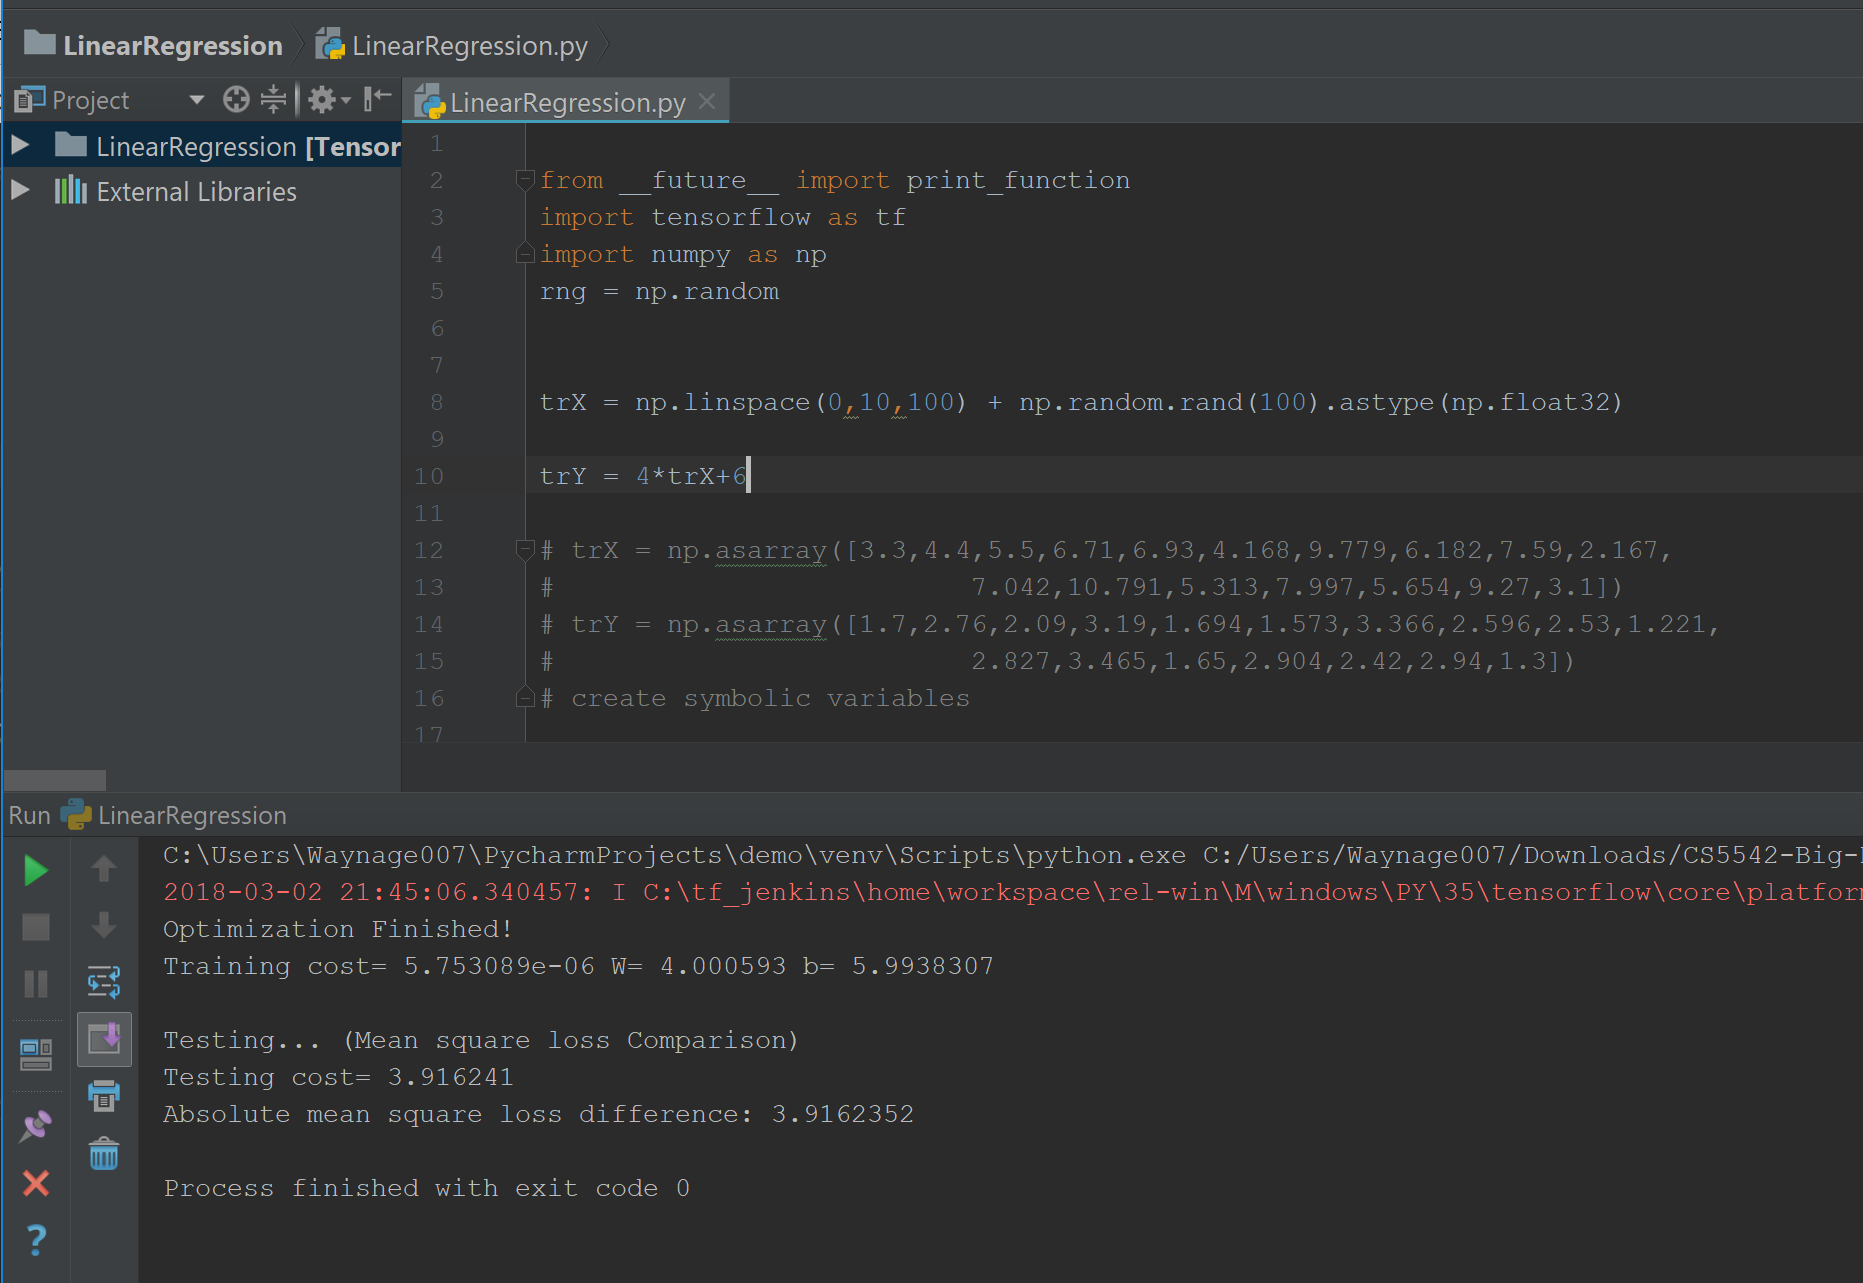 LinearRegression LinearRegression.py
Project
LinearRegression.py
LinearRegression [Tensor
External Libraries
1
2 from __future__ import print_function
3 import tensorflow as tf
4 import numpy as np
5 rng = np.random
6
7
8 trX = np.linspace(0,10,100) + np.random.rand(100).astype(np.float32)
9
10 trY = 4*trX+6
11
12 # trX = np.asarray([3.3,4.4,5.5,6.71,6.93,4.168,9.779,6.182,7.59,2.167,
13 #                           7.042,10.791,5.313,7.997,5.654,9.27,3.1])
14 # trY = np.asarray([1.7,2.76,2.09,3.19,1.694,1.573,3.366,2.596,2.53,1.221,
15 #                           2.827,3.465,1.65,2.904,2.42,2.94,1.3])
16 # create symbolic variables
17
Run LinearRegression
C:\Users\Waynage007\PycharmProjects\demo\venv\Scripts\python.exe C:/Users/Waynage007/Downloads/CS5542-Big-
2018-03-02 21:45:06.340457: I C:\tf_jenkins\home\workspace\rel-win\M\windows\PY\35\tensorflow\core\platfor
Optimization Finished!
Training cost= 5.753089e-06 W= 4.000593 b= 5.9938307
Testing... (Mean square loss Comparison)
Testing cost= 3.916241
Absolute mean square loss difference: 3.9162352
Process finished with exit code 0